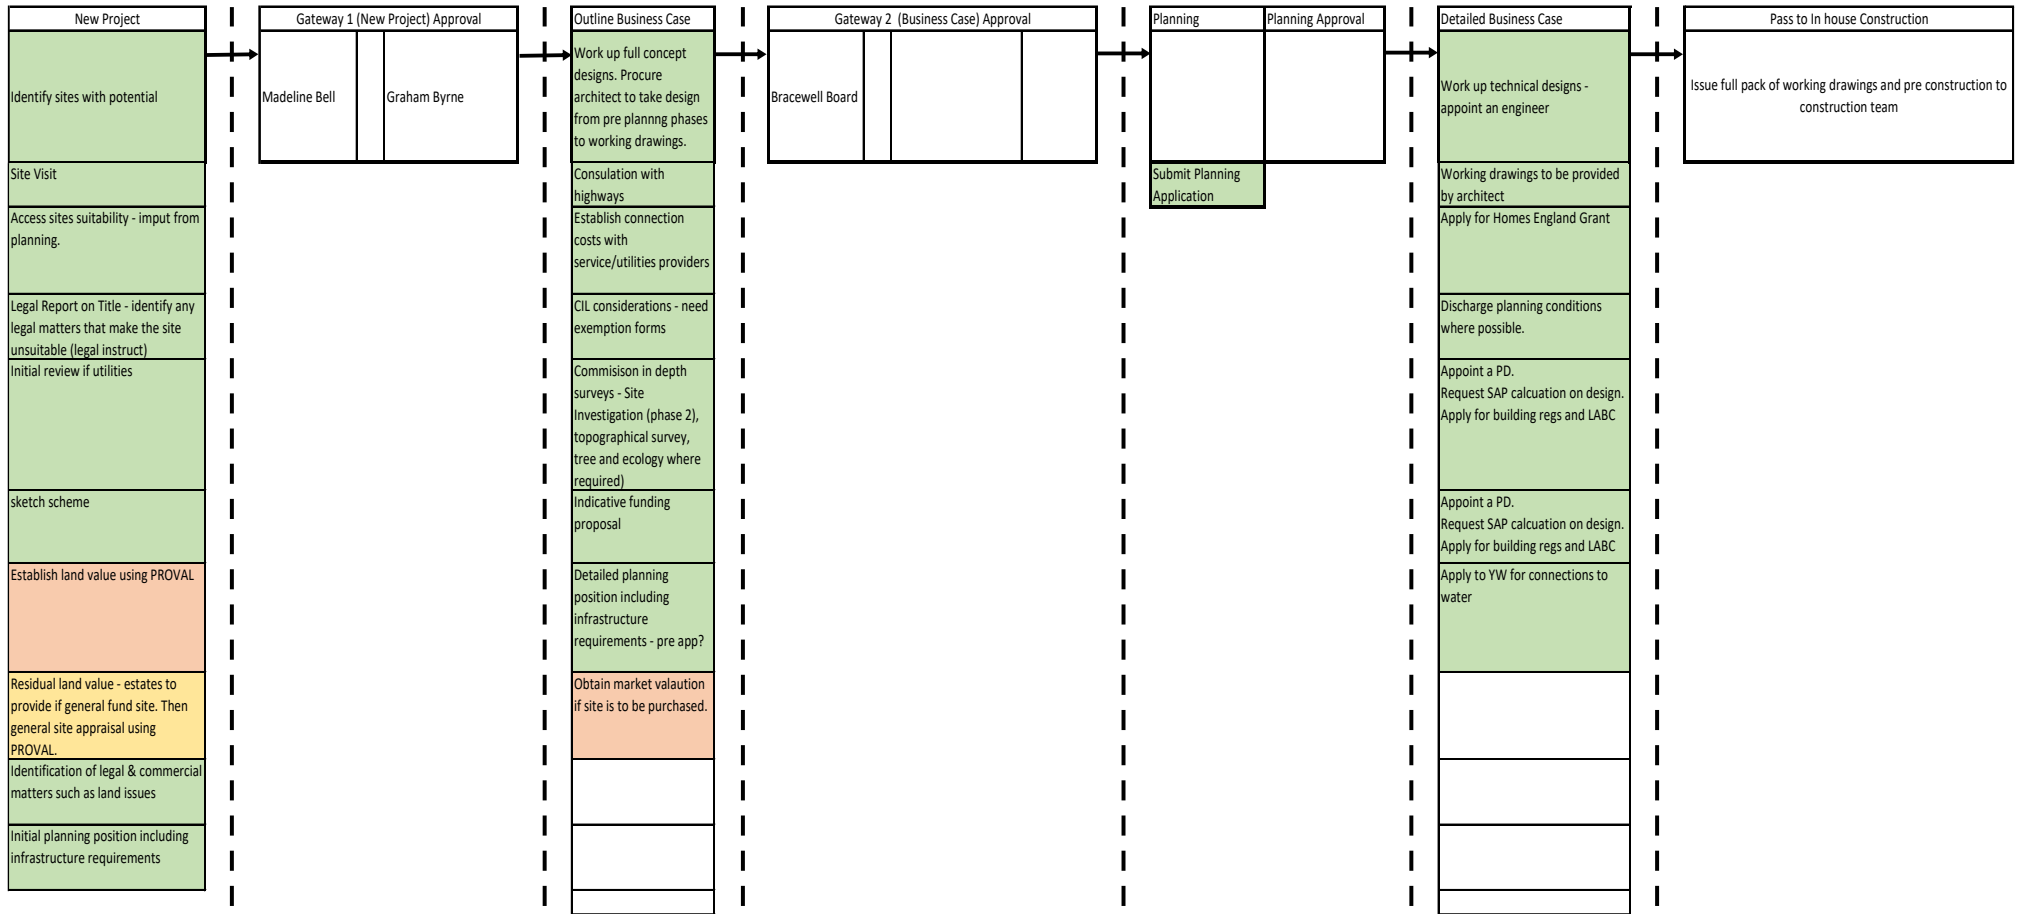 New Project
Identify sites with potential
Site Visit
Access sites suitability - imput from
planning.
Legal Report on Title - identify any
legal matters that make the site
unsuitable (legal instruct)
Initial review if utilities
sketch scheme
Establish land value using PROVAL
Residual land value - estates to
provide if general fund site. Then
general site appraisal using
PROVAL.
Identification of legal & commercial
matters such as land issues
Initial planning position including
infrastructure requirements
Gateway 1 (New Project) Approval
Madeline Bell
Graham Byrne
Outline Business Case
Work up full concept
designs. Procure
architect to take design
from pre plannng phases
to working drawings.
Consulation with
highways
Establish connection
costs with
service/utilities providers
CIL considerations - need
exemption forms
Commisison in depth
surveys - Site
Investigation (phase 2),
topographical survey,
tree and ecology where
required)
Indicative funding
proposal
Detailed planning
position including
infrastructure
requirements - pre app?
Obtain market valaution
if site is to be purchased.
Gateway 2 (Business Case) Approval
Bracewell Board
Planning
Submit Planning
Application
Planning Approval
Detailed Business Case
Work up technical designs -
appoint an engineer
Working drawings to be provided
by architect
Apply for Homes England Grant
Discharge planning conditions
where possible.
Appoint a PD.
Request SAP calcuation on design.
Apply for building regs and LABC
Appoint a PD.
Request SAP calcuation on design.
Apply for building regs and LABC
Apply to YW for connections to
water
Pass to In house Construction
Issue full pack of working drawings and pre construction to
construction team